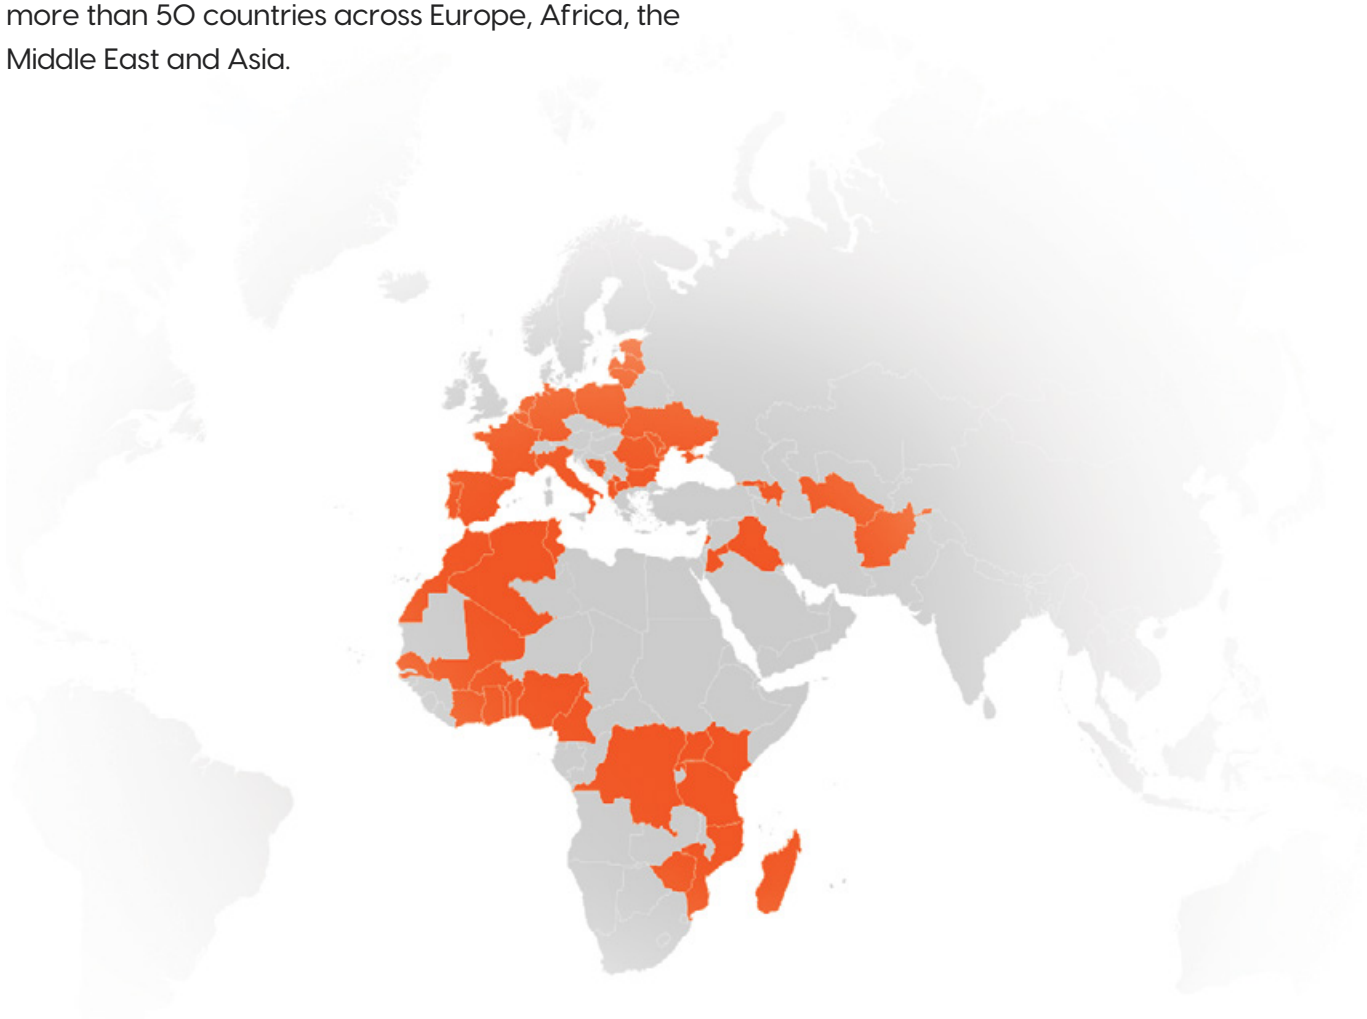 more than 50 countries across Europe, Africa, the
Middle East and Asia.